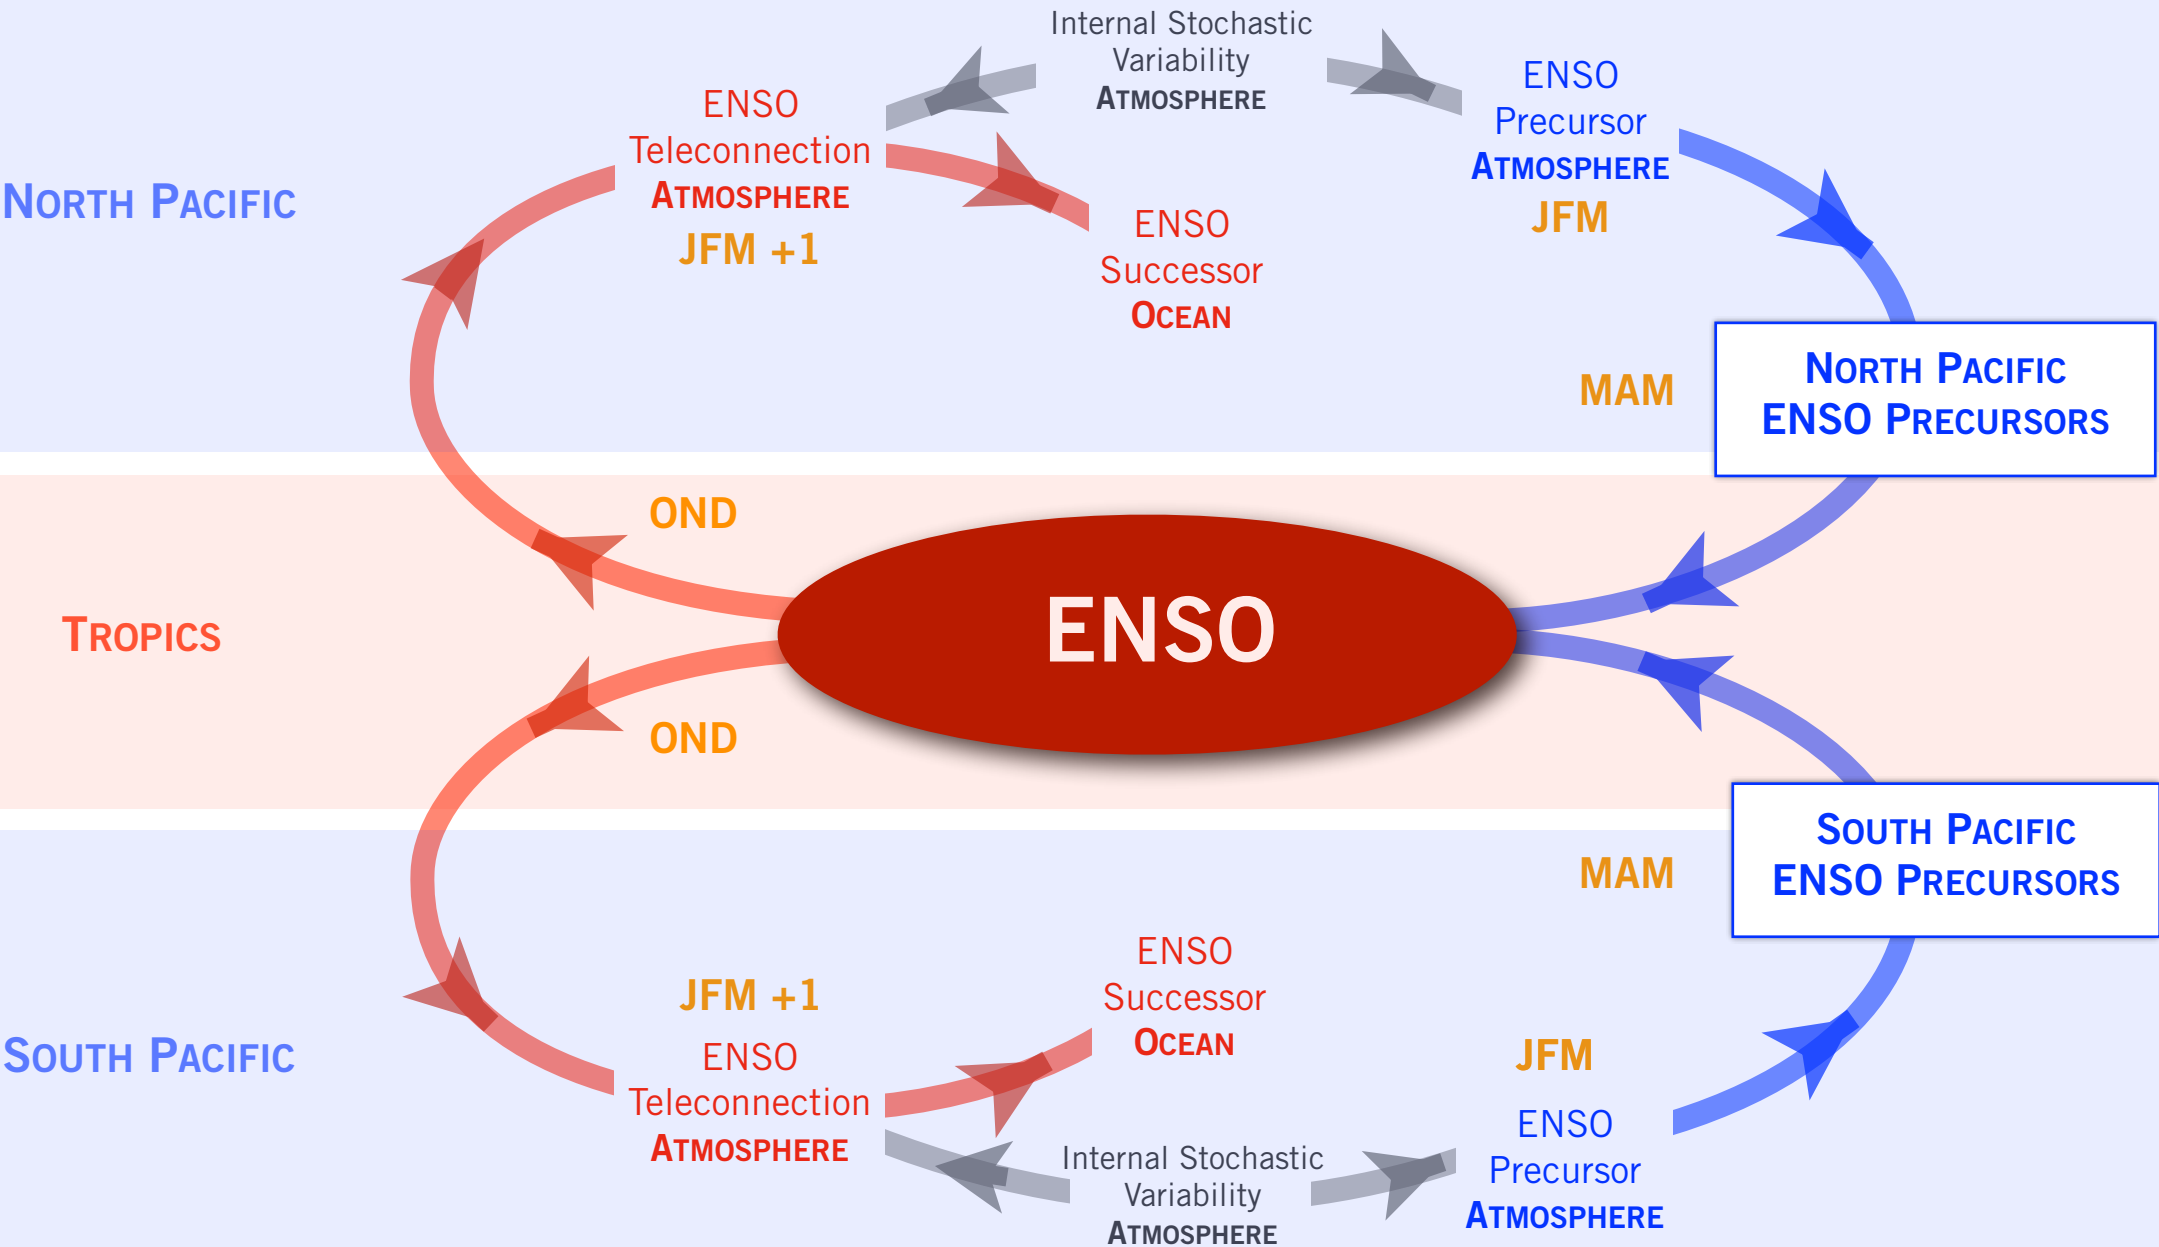 Internal Stochastic
Variability
ATMOSPHERE
ENSO
Teleconnection
ATMOSPHERE
JFM +1
ENSO
Precursor
ATMOSPHERE
JFM
NORTH PACIFIC
ENSO
Successor
OCEAN
MAM
NORTH PACIFIC
ENSO PRECURSORS
OND
TROPICS
ENSO
OND
MAM
SOUTH PACIFIC
ENSO PRECURSORS
SOUTH PACIFIC
JFM +1
ENSO
Teleconnection
ATMOSPHERE
ENSO
Successor
OCEAN
JFM
ENSO
Precursor
ATMOSPHERE
Internal Stochastic
Variability
ATMOSPHERE